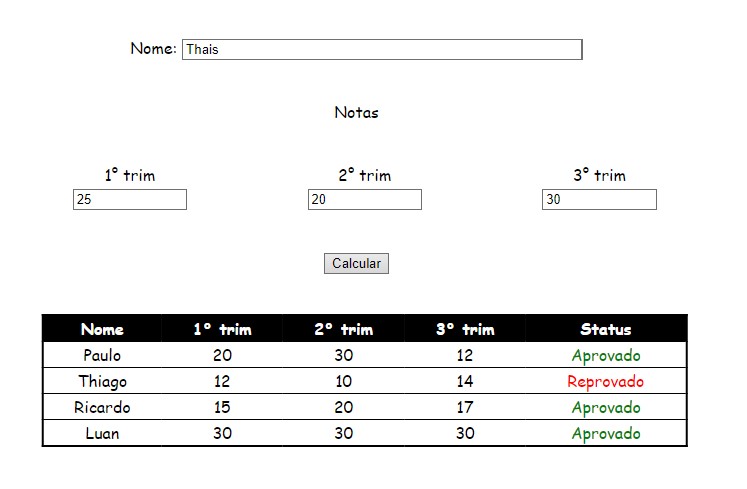 Nome: Thais
Notas
1° trim 2° trim 3° trim
25 20 30
Calcular
Nome 1° trim 2° trim 3° trim Status
Paulo 20 30 12 Aprovado
Thiago 12 10 14 Reprovado
Ricardo 15 20 17 Aprovado
Luan 30 30 30 Aprovado